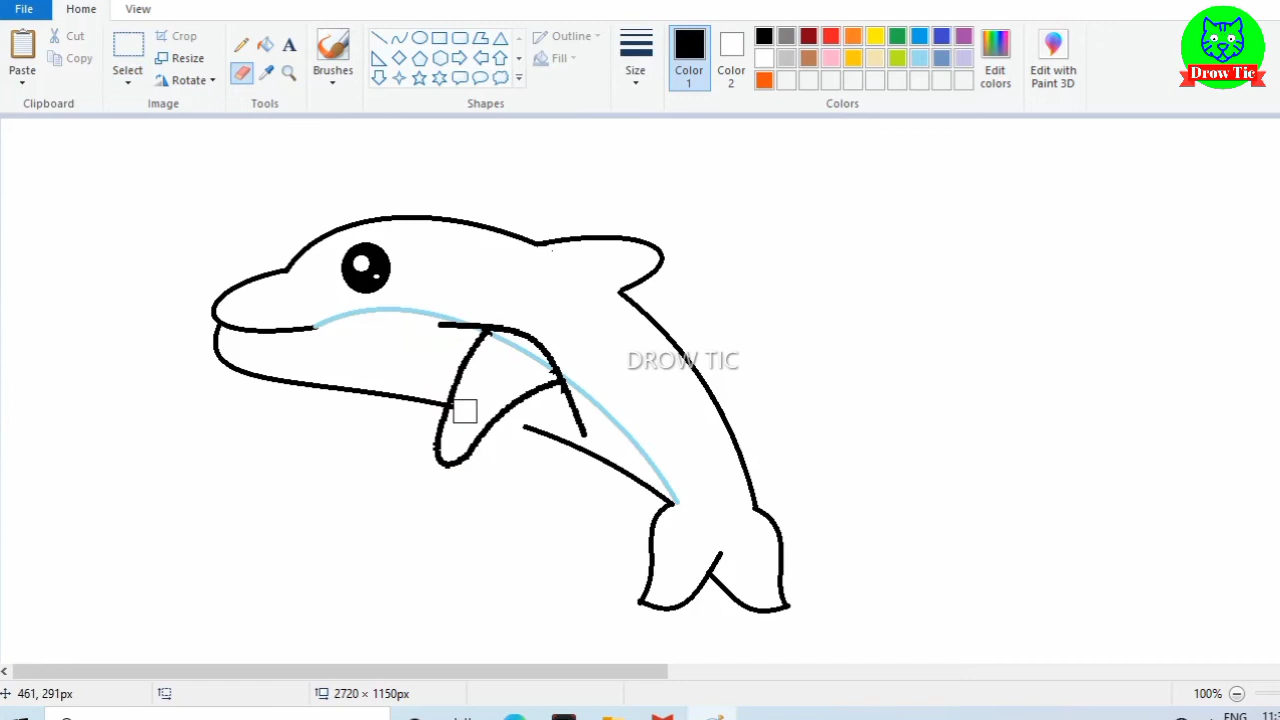 File Home View
Paste
Cut
Copy
Clipboard
Select
Crop
Resize
Rotate
Image
A
Tools
Brushes
Outline
Fill
Shapes
Size
Color 1
Color 2
Edit colors
Colors
Edit with Paint 3D
Drow Tic
DROW TIC
461, 291px
2720 × 1150px
100%
ENG